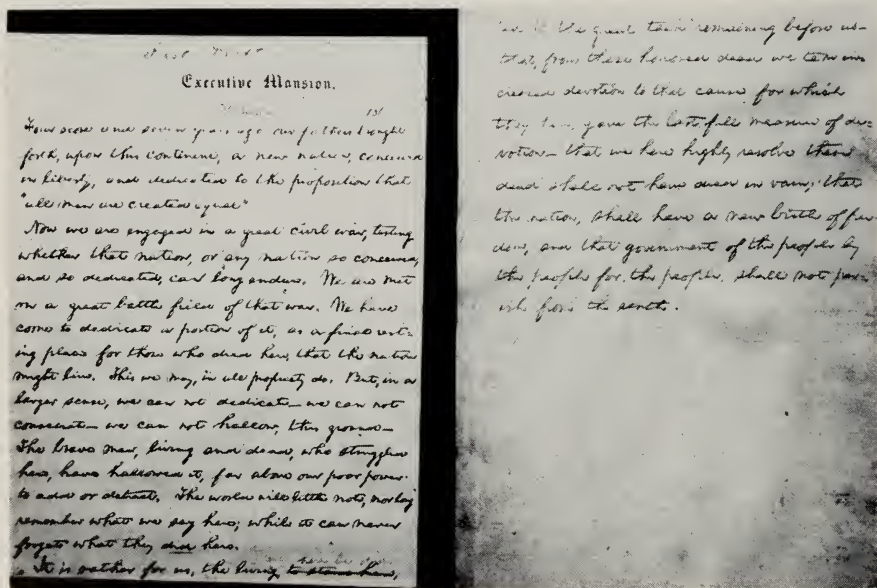 Executive Mansion.
Four score and seven years ago our fathers brought
forth, upon this continent, a new nation, conceived
in liberty, and dedicated to the proposition that
"all men are created equal"
Now we are engaged in a great civil war, testing
whether that nation, or any nation so conceived,
and so dedicated, can long endure. We are met
on a great battle field of that war. We have
come to dedicate a portion of it, as a final rest-
ing place for those who died here, that the nation
might live. This we may, in all propriety do. But, in a
larger sense, we can not dedicate — we can not
consecrate — we can not hallow, this ground —
The brave men, living and dead, who struggled
here, have hallowed it, far above our poor power
to add or detract. The world will little note, nor long
remember what we say here; while it can never
forget what they did here.
It is rather for us, the living to stand here,
the great task remaining before us —
that, from these honored dead we take in-
creased devotion to that cause for which
they here, gave the last full measure of de-
votion — that we here highly resolve these
dead shall not have died in vain; that
the nation, shall have a new birth of free-
dom, and that government of the people by
the people for the people, shall not per-
ish from the earth.